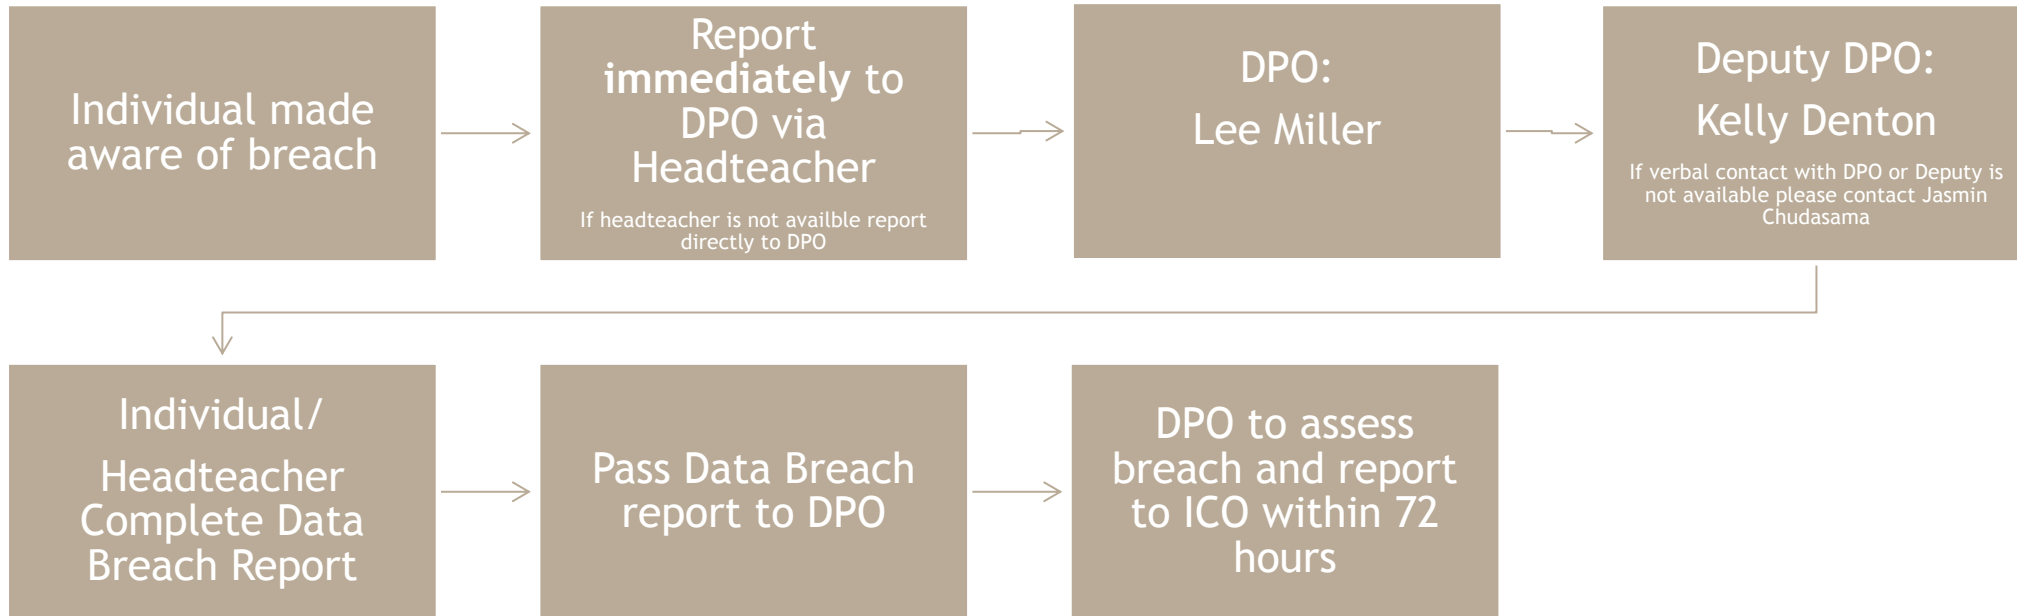 Individual made
aware of breach
Report
immediately to
DPO via
Headteacher
If headteacher is not availble report
directly to DPO
DPO:
Lee Miller
Deputy DPO:
Kelly Denton
If verbal contact with DPO or Deputy is
not available please contact Jasmin
Chudasama
Individual/
Headteacher
Complete Data
Breach Report
Pass Data Breach
report to DPO
DPO to assess
breach and report
to ICO within 72
hours